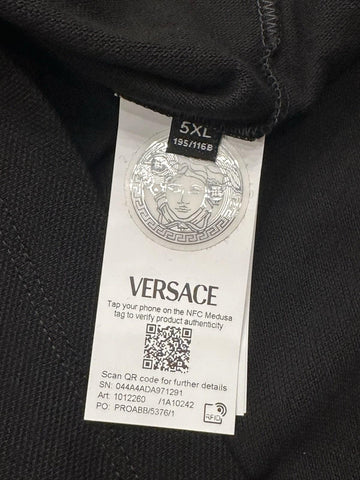 5XL
195/116B
VERSACE
Tap your phone on the NFC Medusa
tag to verify product authenticity
Scan QR code for further details
SN: 044A4ADA971291
Art: 1012260 /1A10242
PO: PROABB/5376/1
RFID